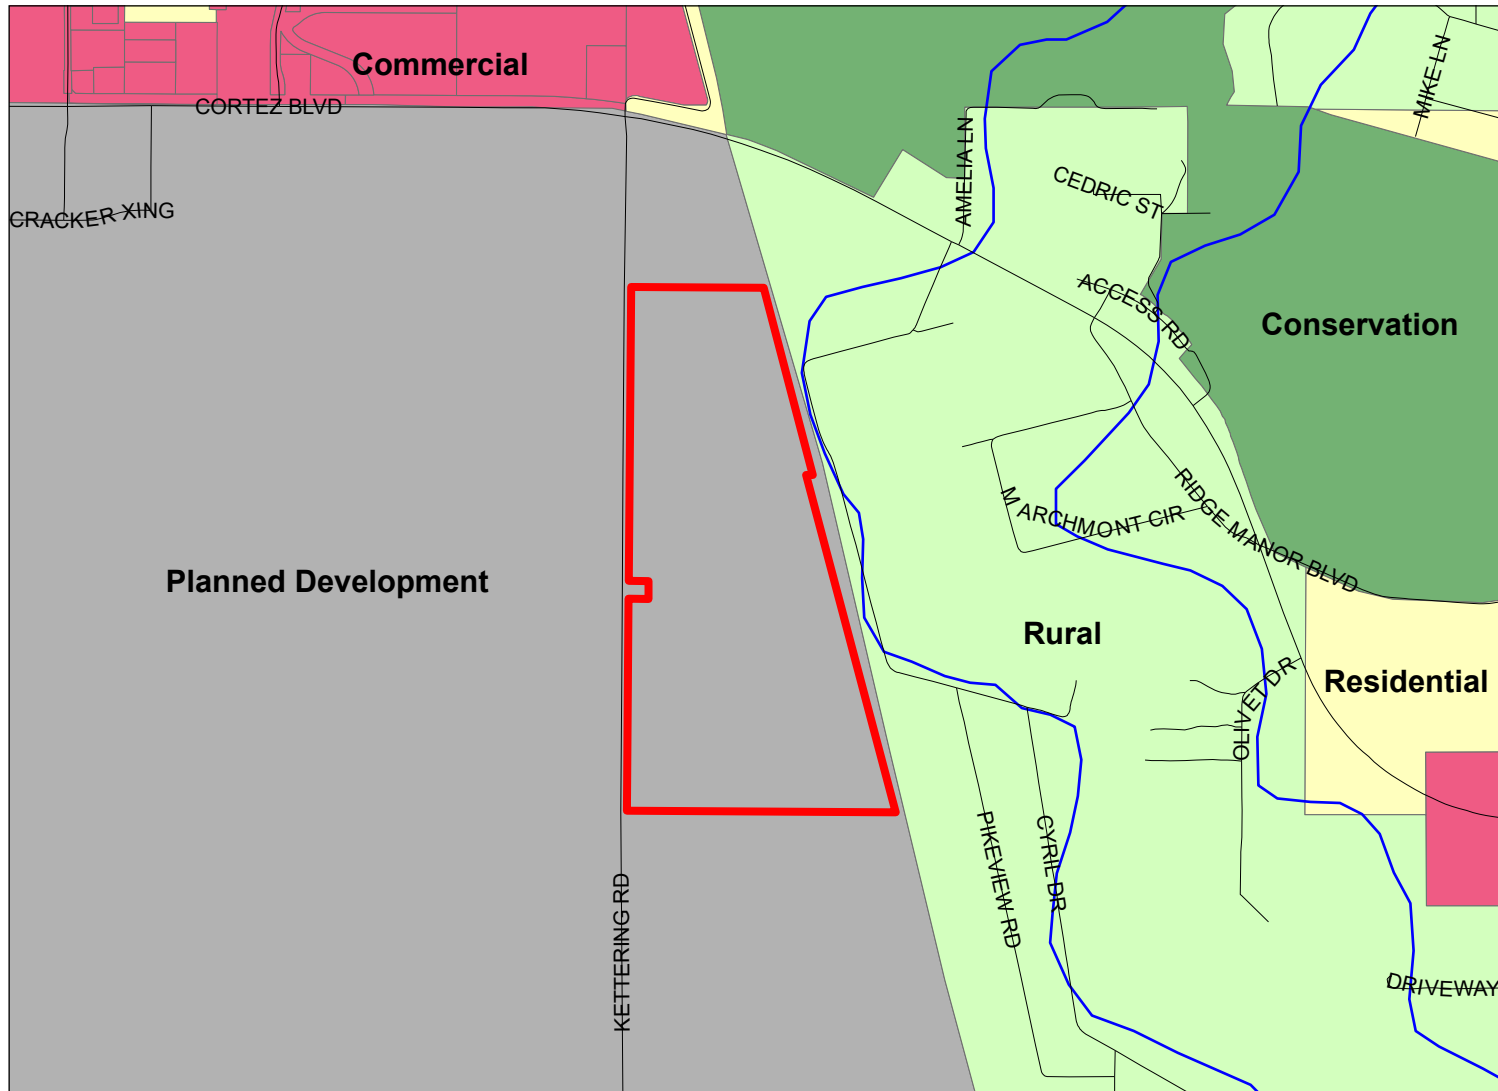 Commercial
MIKE LN
CORTEZ BLVD
AMELIA LN
CEDRIC ST
CRACKER XING
ACCESS RD
Conservation
M ARCHMONT CIR
RIDGE MANOR BLVD
Planned Development
Rural
Residential
OLIVET DR
PIKEVIEW RD
CYRIL DR
KETTERING RD
DRIVEWAY